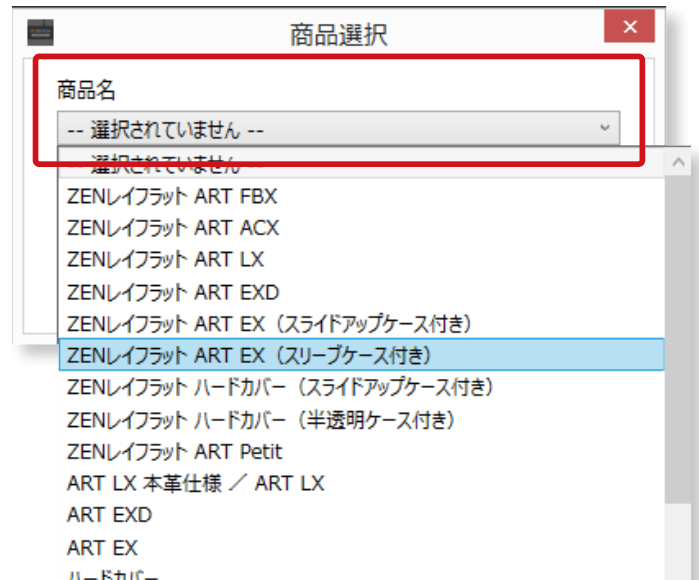 商品選択
商品名
-- 選択されていません --
-- 選択されていません --
ZENレイフラット ART FBX
ZENレイフラット ART ACX
ZENレイフラット ART LX
ZENレイフラット ART EXD
ZENレイフラット ART EX（スライドアップケース付き）
ZENレイフラット ART EX（スリーブケース付き）
ZENレイフラット ハードカバー（スライドアップケース付き）
ZENレイフラット ハードカバー（半透明ケース付き）
ZENレイフラット ART Petit
ART LX 本革仕様 ／ ART LX
ART EXD
ART EX
ハードカバー